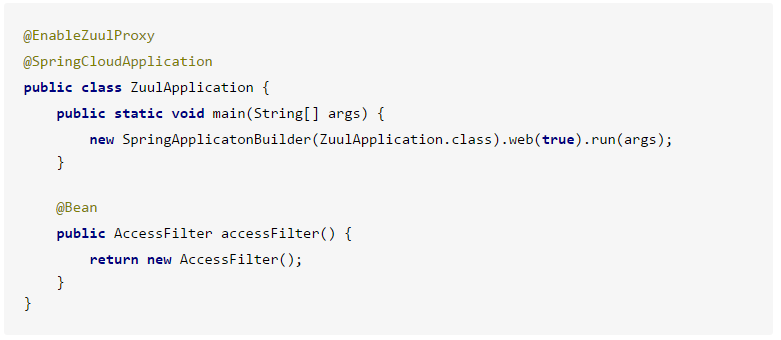 @EnableZuulProxy
@SpringCloudApplication
public class ZuulApplication {
    public static void main(String[] args) {
        new SpringApplicatonBuilder(ZuulApplication.class).web(true).run(args);
    }

    @Bean
    public AccessFilter accessFilter() {
        return new AccessFilter();
    }
}